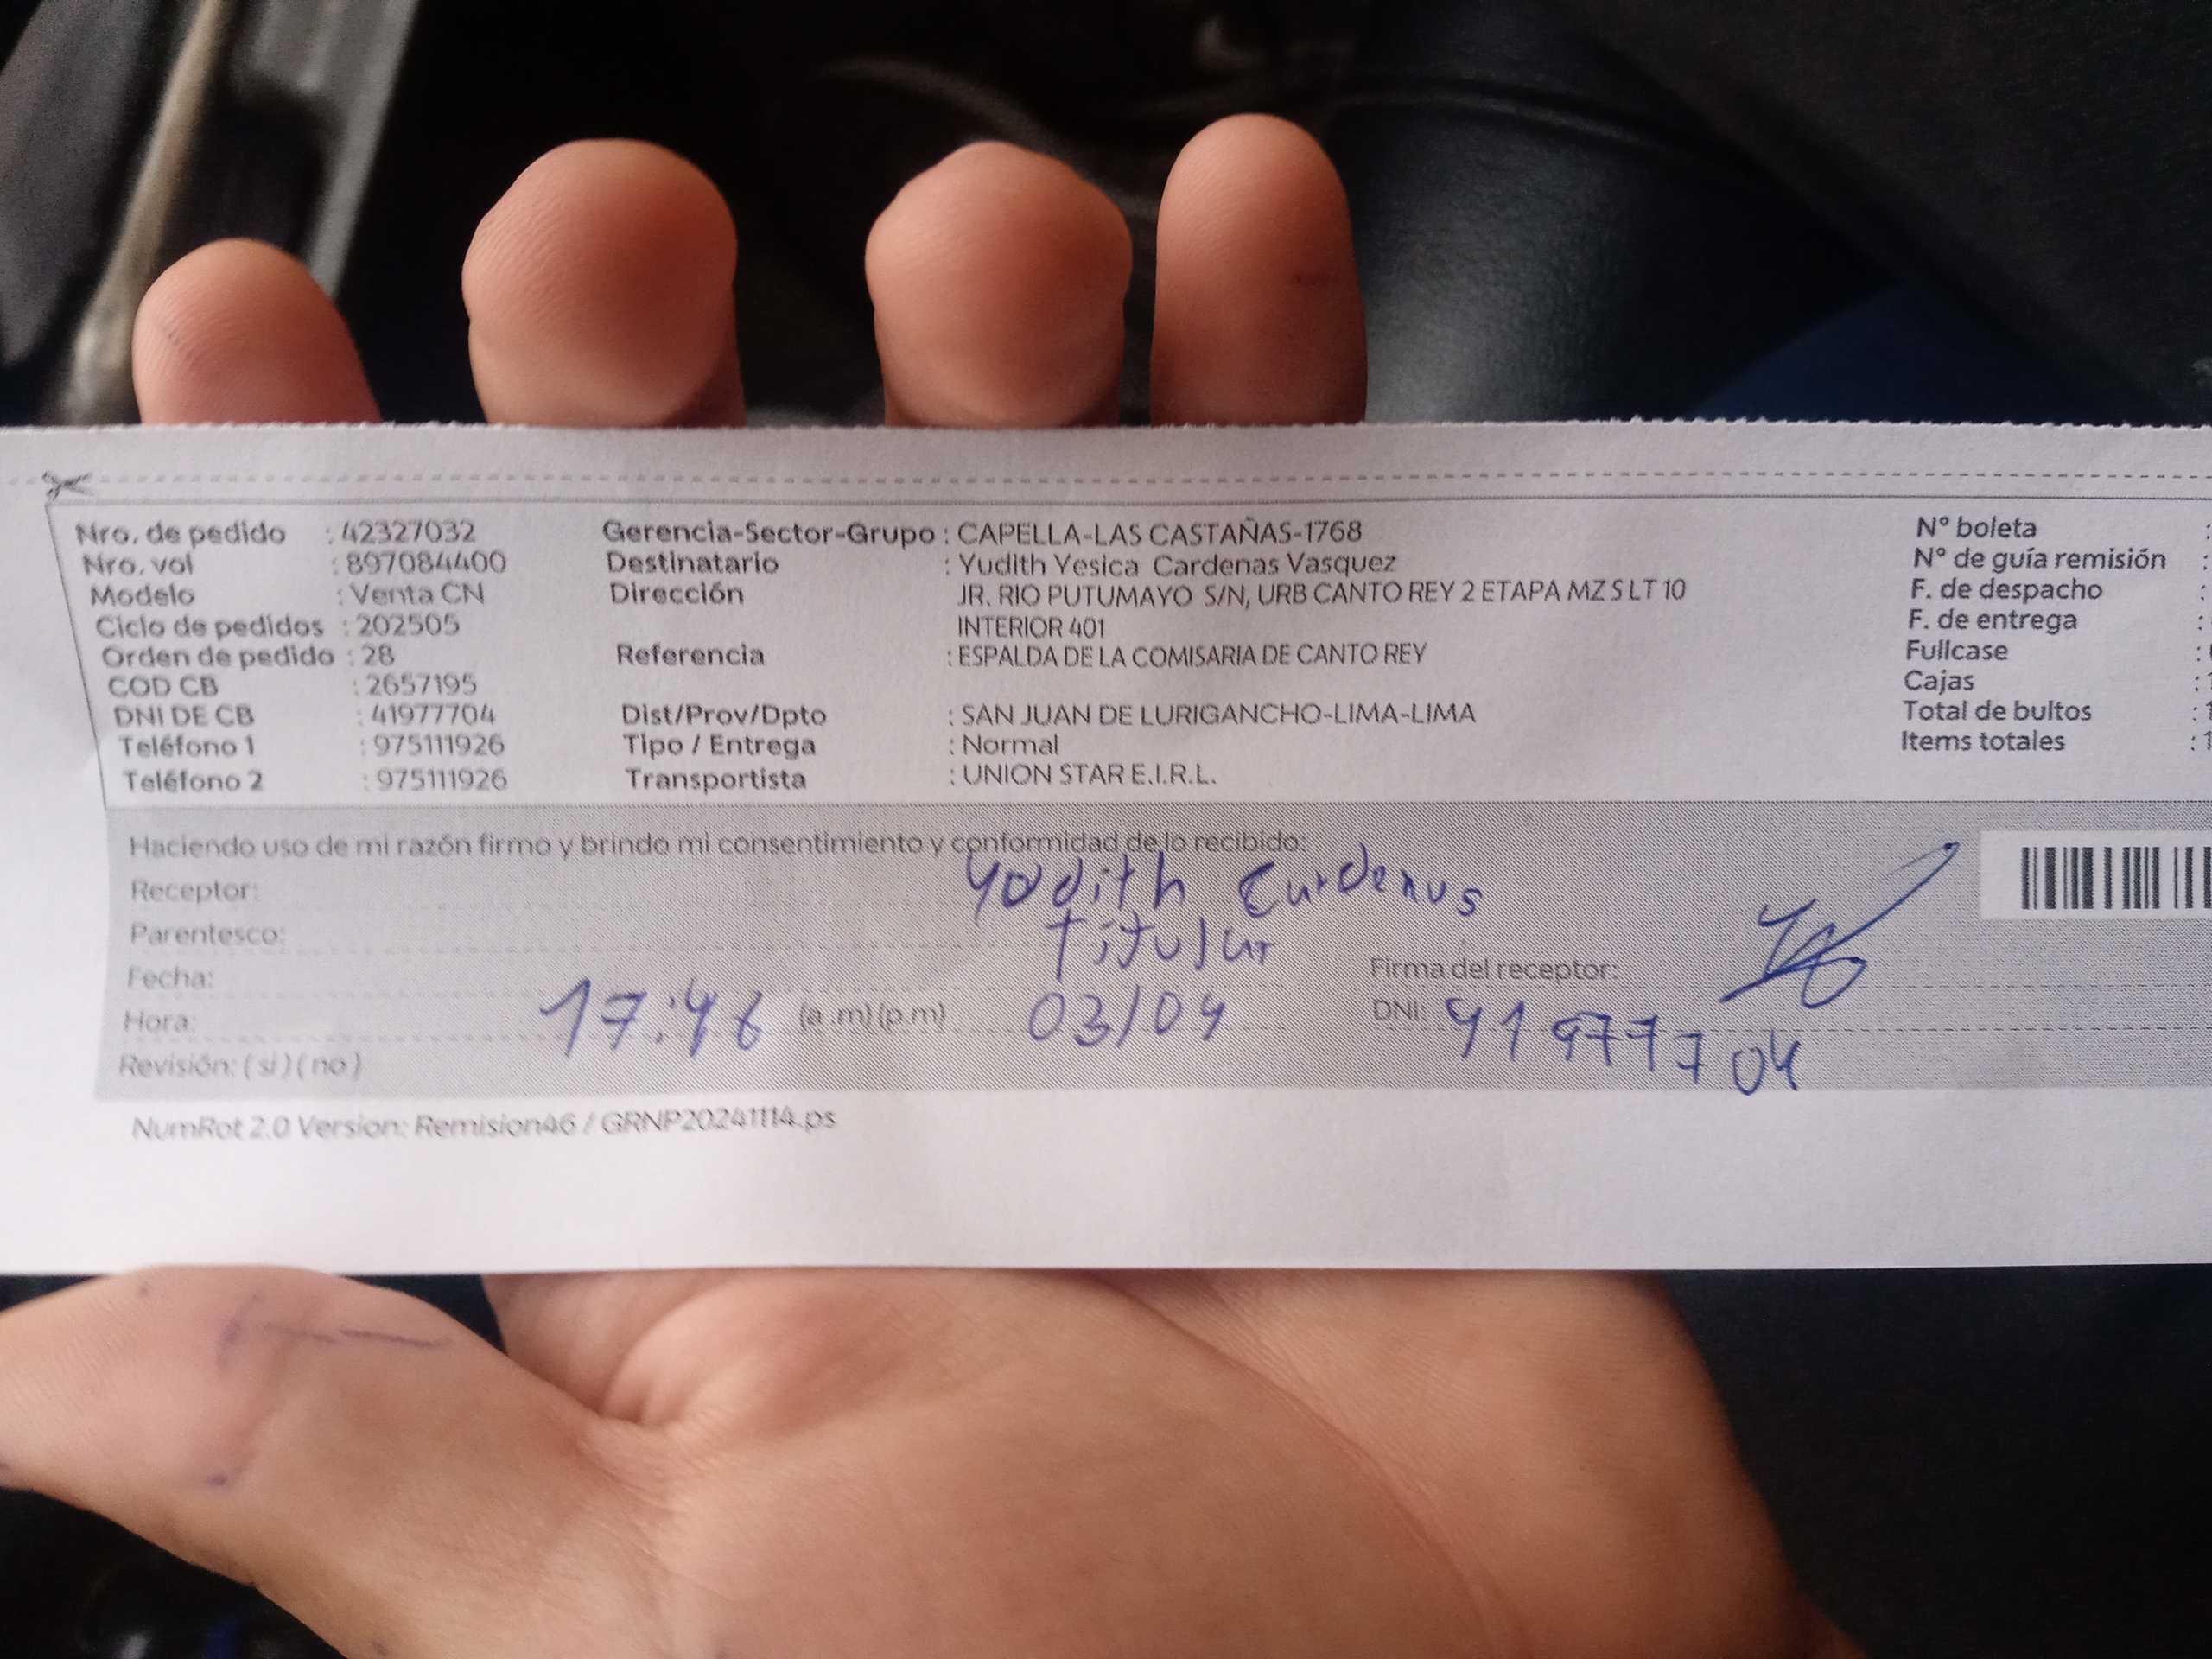 Nro. de pedido : 42327032
Nro. vol : 897084400
Modelo : Venta CN
Ciclo de pedidos : 202505
Orden de pedido : 28
COD CB : 2657195
DNI DE CB : 41977704
Teléfono 1 : 975111926
Teléfono 2 : 975111926
Gerencia-Sector-Grupo : CAPELLA-LAS CASTAÑAS-1768
Destinatario : Yudith Yesica Cardenas Vasquez
Dirección JR. RIO PUTUMAYO S/N, URB CANTO REY 2 ETAPA MZ S LT 10
INTERIOR 401
Referencia : ESPALDA DE LA COMISARIA DE CANTO REY
Dist/Prov/Dpto : SAN JUAN DE LURIGANCHO-LIMA-LIMA
Tipo / Entrega : Normal
Transportista : UNION STAR E.I.R.L.
N° boleta :
N° de guía remisión :
F. de despacho :
F. de entrega :
Fullcase :
Cajas : 1
Total de bultos : 1
Items totales : 1
Haciendo uso de mi razón firmo y brindo mi consentimiento y conformidad de lo recibido:
Receptor: Yudith Cardenas
Parentesco: Titular
Fecha:
Firma del receptor:
Hora: 17:46 (a .m) (p.m) 03/04
DNI: 41977704
Revisión: ( si ) ( no )
NumRot 2.0 Version: Remision46 / GRNP20241114.ps